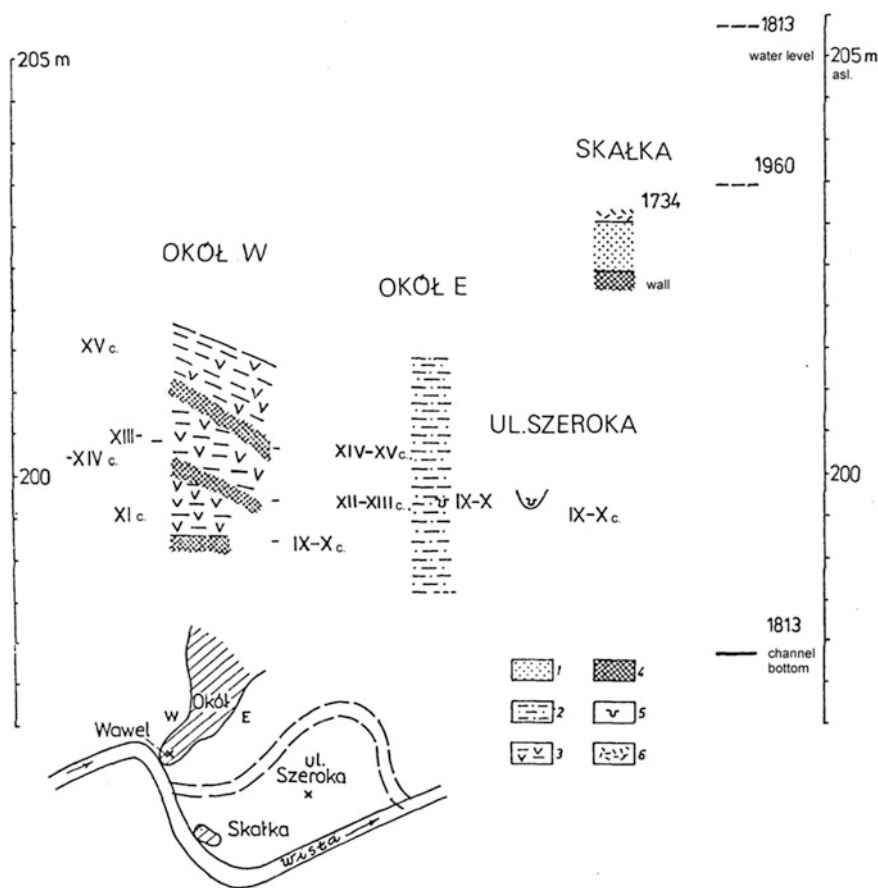 1813
water level
205 m
205 m
asl.
SKAŁKA
1960
1734
OKÓŁ W
OKÓŁ E
wall
XV c.
UL.SZEROKA
XIII-
-XIV c.
XIV-XV c.
200
200
XII-XIII c.
IX-X
XI c.
IX-X c.
IX-X c.
1813
channel
bottom
1
4
2
5
3
6
W
Okół
E
Wawel
ul.
Szeroka
Skałka
wisła